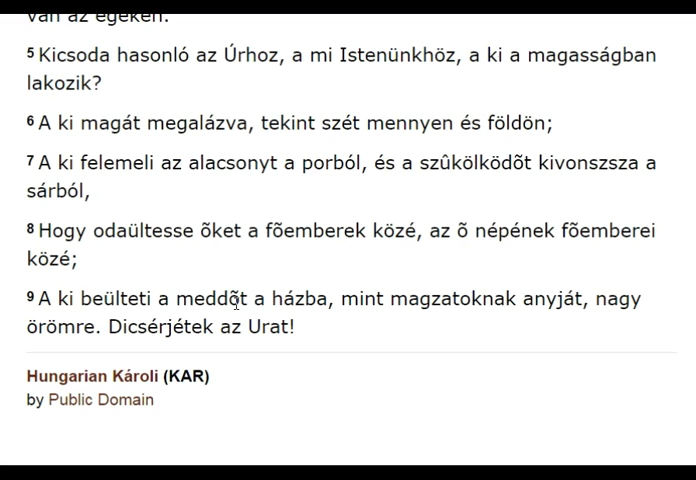 van az egeken.
5 Kicsoda hasonló az Úrhoz, a mi Istenünkhöz, a ki a magasságban
lakozik?
6 A ki magát megalázva, tekint szét mennyen és földön;
7 A ki felemeli az alacsonyt a porból, és a szûkölködõt kivonszsza a
sárból,
8 Hogy odaültesse õket a fõemberek közé, az õ népének fõemberei
közé;
9 A ki beülteti a meddõt a házba, mint magzatoknak anyját, nagy
örömre. Dicsérjétek az Urat!
Hungarian Károli (KAR)
by Public Domain